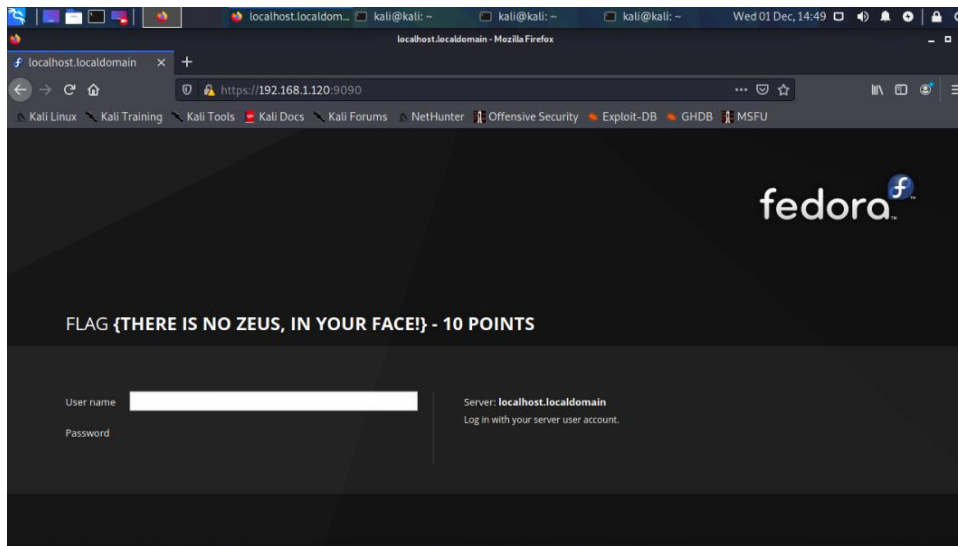 localhost.localdom...
kali@kali: ~
kali@kali: ~
kali@kali: ~
Wed 01 Dec, 14:49
localhost.localdomain - Mozilla Firefox
localhost.localdomain
https://192.168.1.120:9090
Kali Linux
Kali Training
Kali Tools
Kali Docs
Kali Forums
NetHunter
Offensive Security
Exploit-DB
GHDB
MSFU
fedora
FLAG {THERE IS NO ZEUS, IN YOUR FACE!} - 10 POINTS
User name
Server: localhost.localdomain
Log in with your server user account.
Password